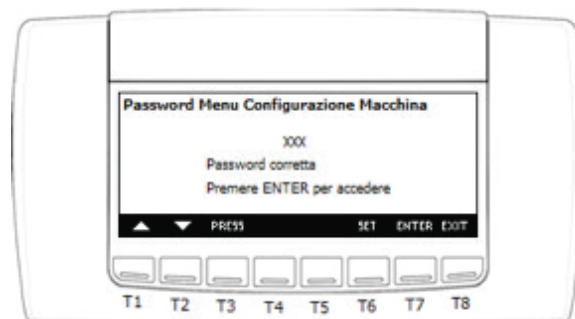 Password Menu Configurazione Macchina
XXX
Password corretta
Premere ENTER per accedere
PRESS SET ENTER EXIT
T1 T2 T3 T4 T5 T6 T7 T8